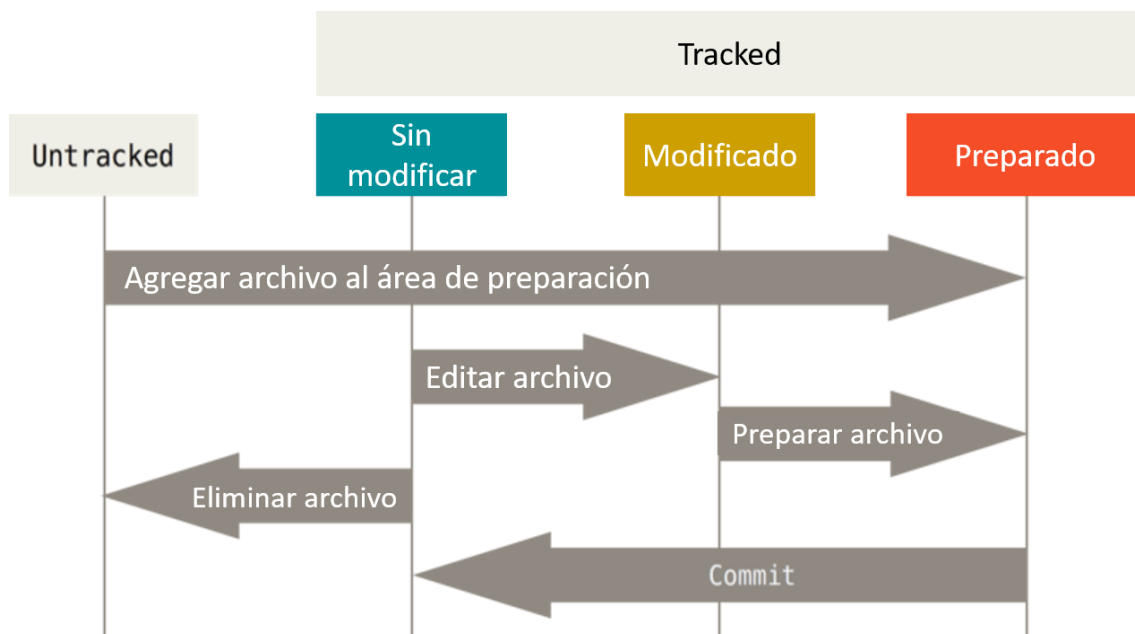 Tracked
Untracked
Sin
modificar
Modificado
Preparado
Agregar archivo al área de preparación
Editar archivo
Preparar archivo
Eliminar archivo
Commit